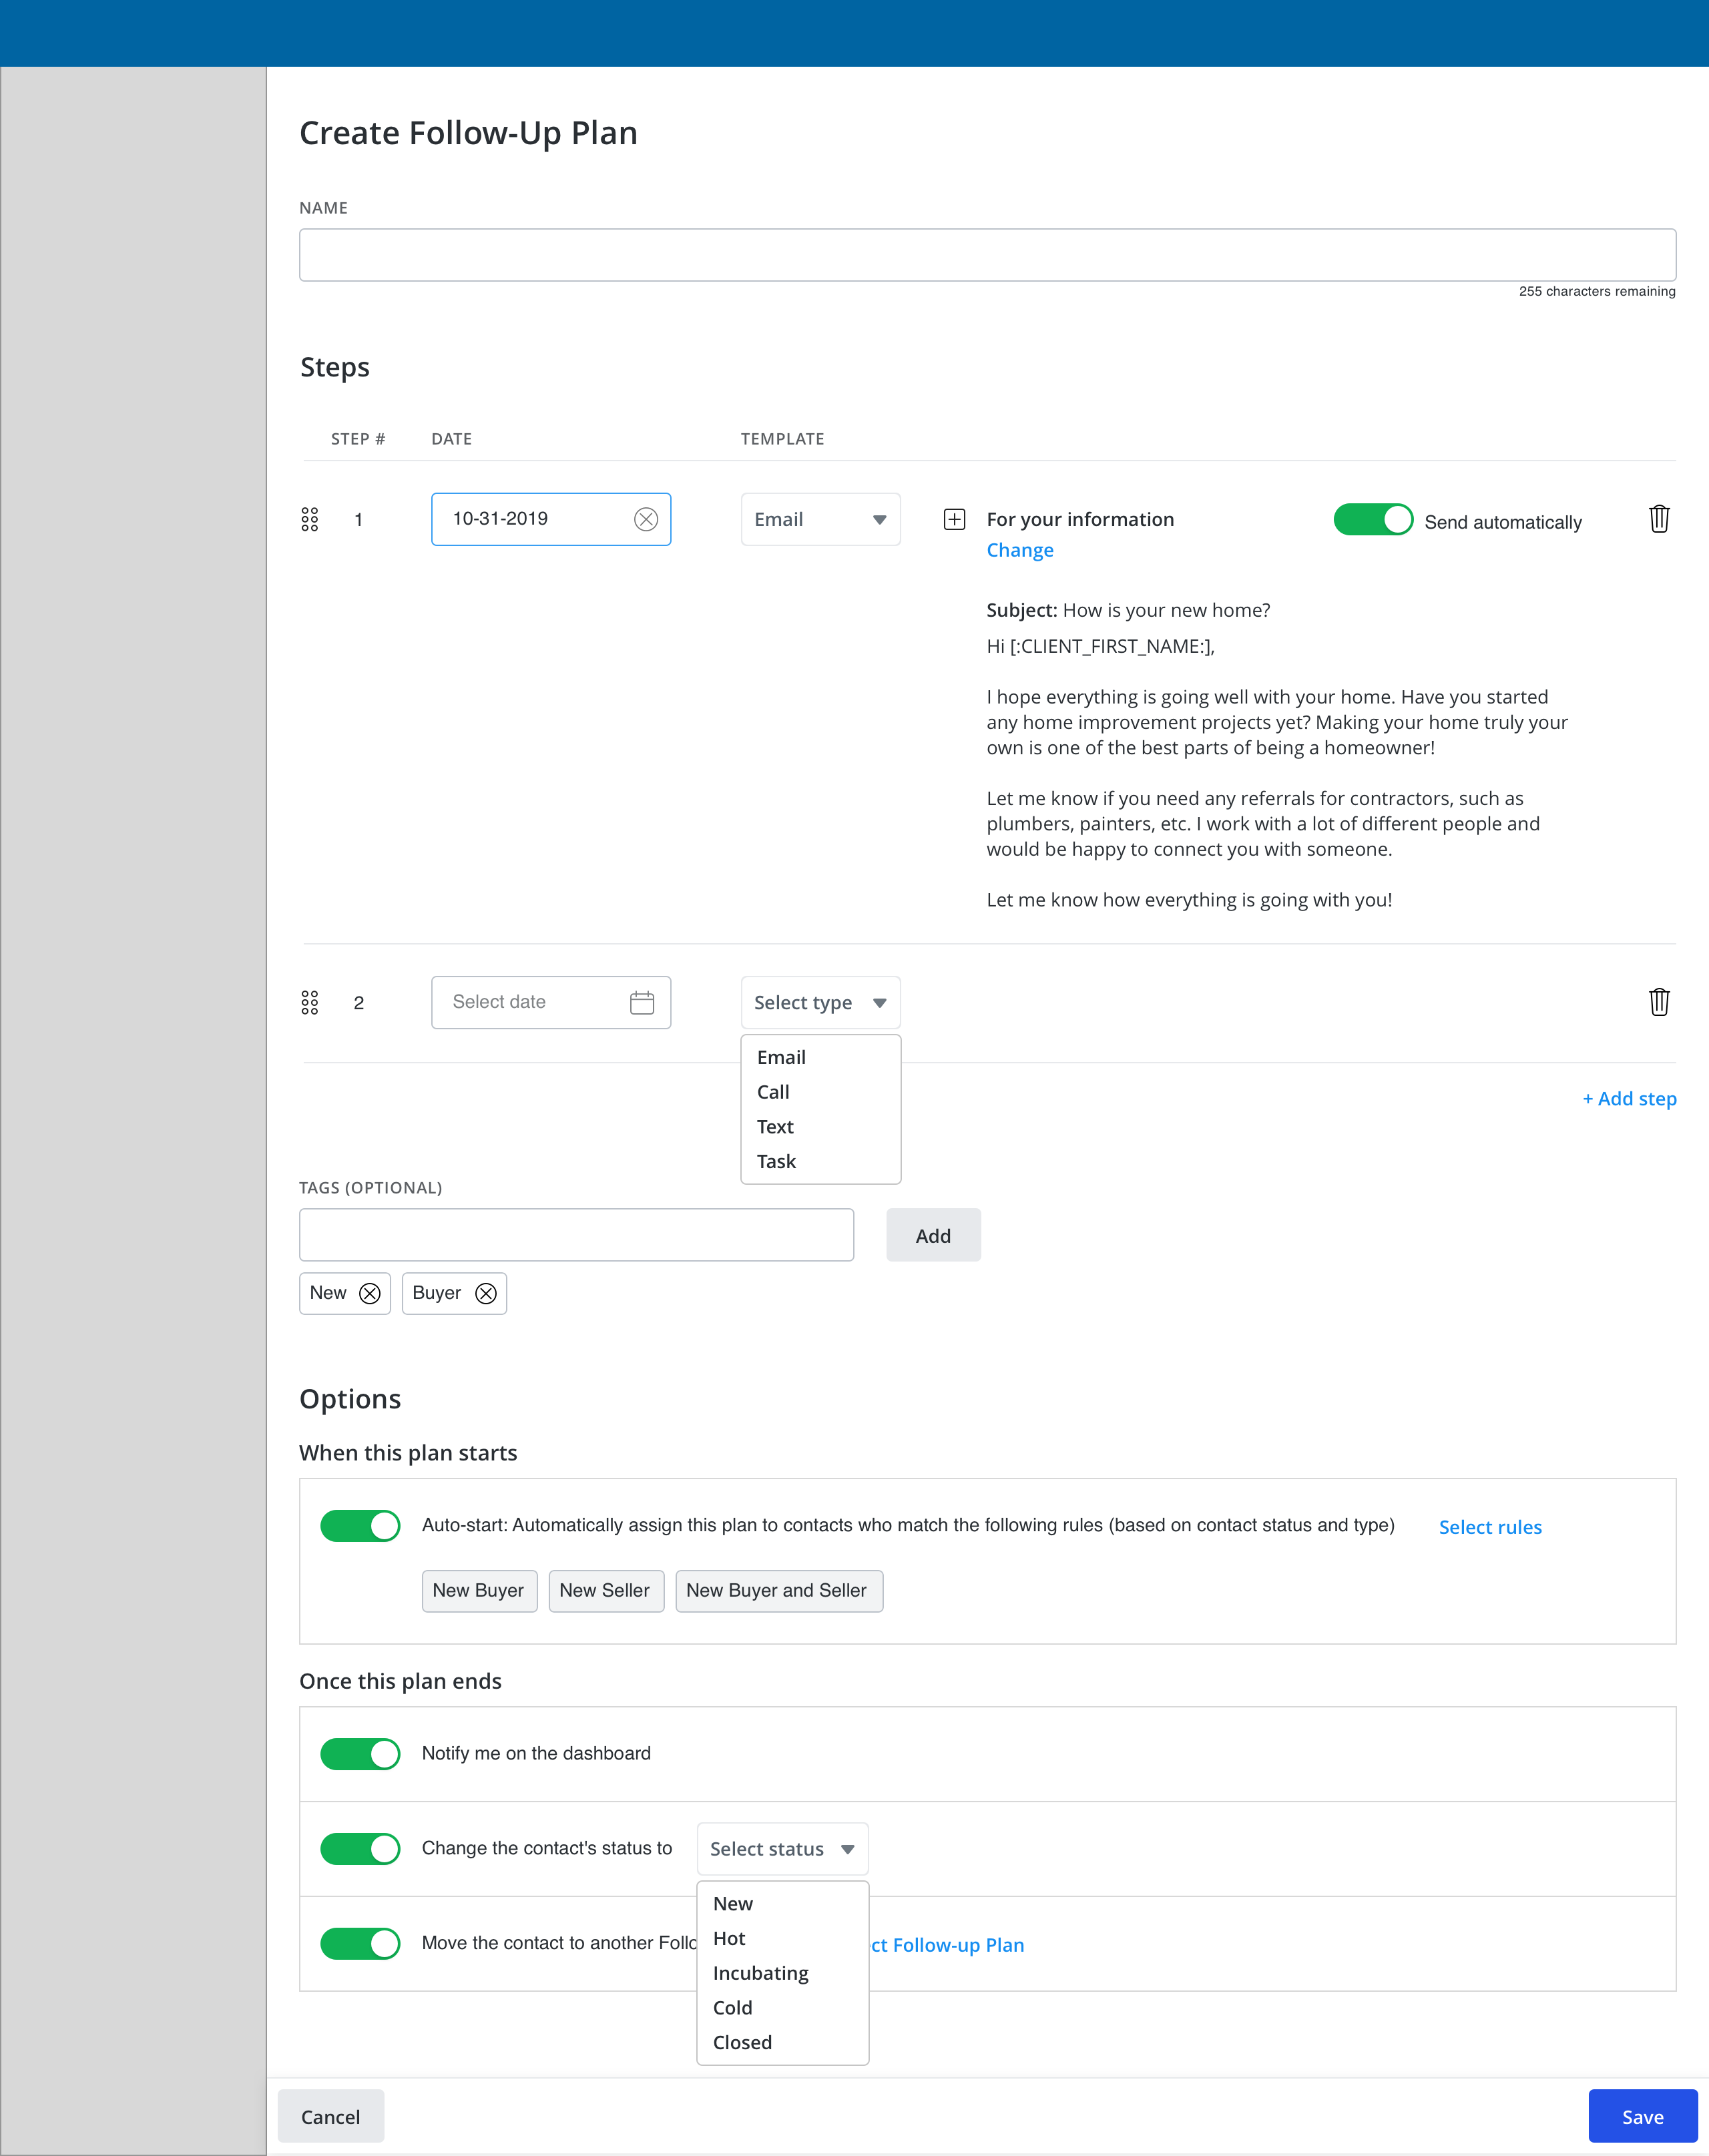 Create Follow-Up Plan
NAME
255 characters remaining
Steps
STEP # DATE TEMPLATE
1 10-31-2019 Email For your information Send automatically
Change
Subject: How is your new home?
Hi [:CLIENT_FIRST_NAME:],
I hope everything is going well with your home. Have you started
any home improvement projects yet? Making your home truly your
own is one of the best parts of being a homeowner!
Let me know if you need any referrals for contractors, such as
plumbers, painters, etc. I work with a lot of different people and
would be happy to connect you with someone.
Let me know how everything is going with you!
2 Select date Select type
Email
Call
Text
Task
+ Add step
TAGS (OPTIONAL)
Add
New Buyer
Options
When this plan starts
Auto-start: Automatically assign this plan to contacts who match the following rules (based on contact status and type) Select rules
New Buyer New Seller New Buyer and Seller
Once this plan ends
Notify me on the dashboard
Change the contact's status to Select status
New
Hot
Incubating
Cold
Closed
Move the contact to another Follo ct Follow-up Plan
Cancel Save